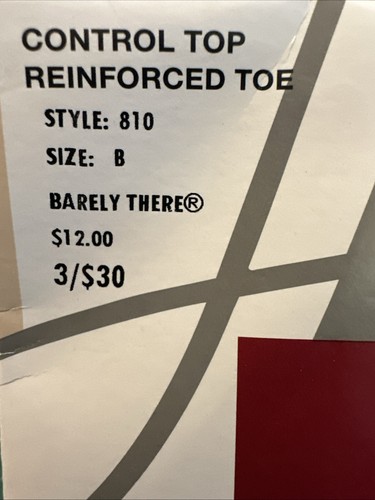 CONTROL TOP
REINFORCED TOE
STYLE: 810
SIZE: B
BARELY THERE®
$12.00
3/$30